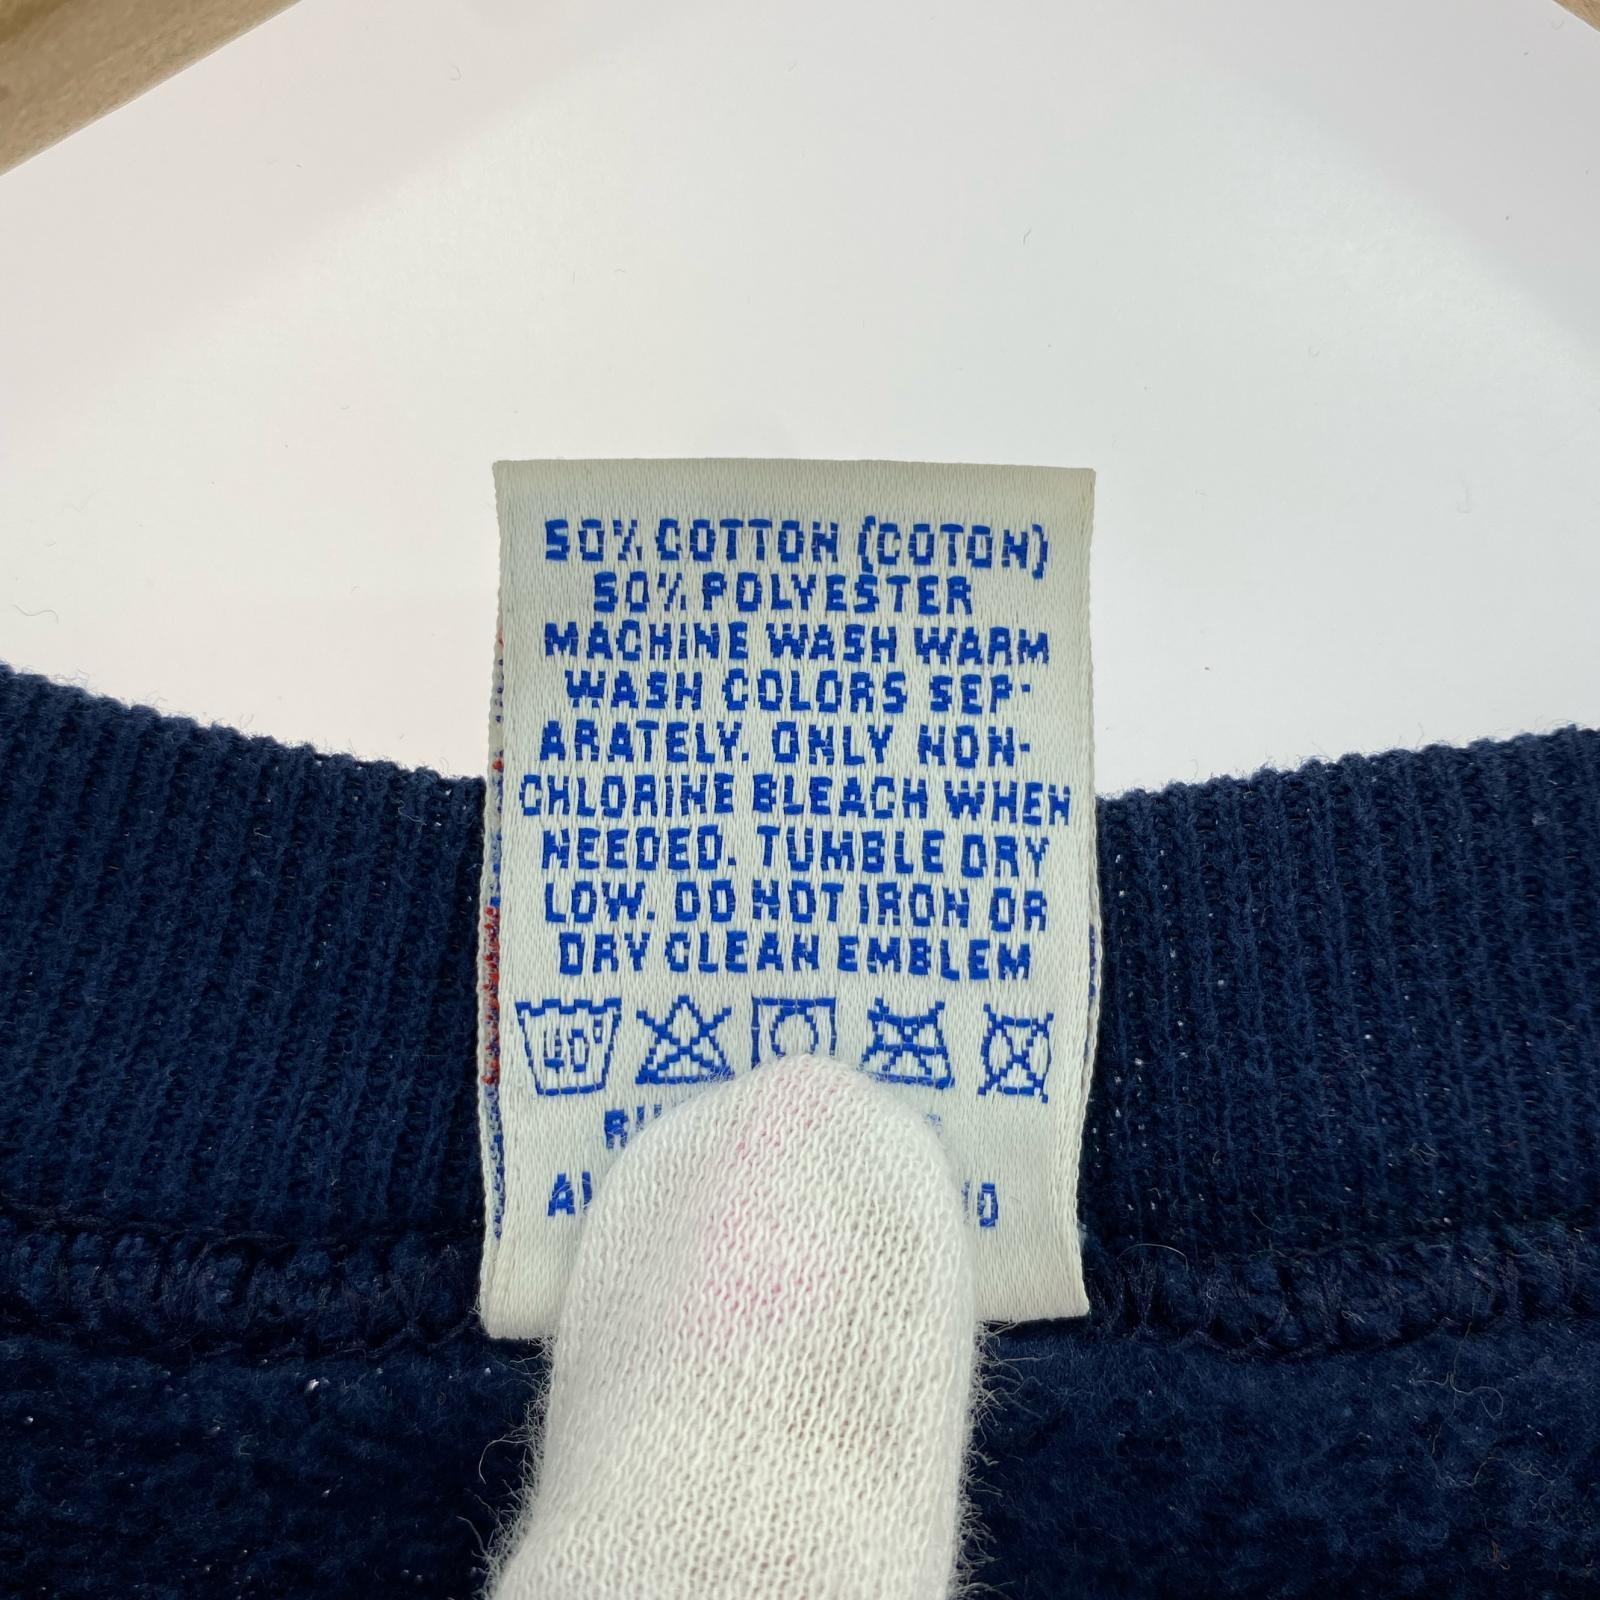 50% COTTON (COTON)
50% POLYESTER
MACHINE WASH WARM
WASH COLORS SEP-
ARATELY. ONLY NON-
CHLORINE BLEACH WHEN
NEEDED. TUMBLE DRY
LOW. DO NOT IRON OR
DRY CLEAN EMBLEM
40°